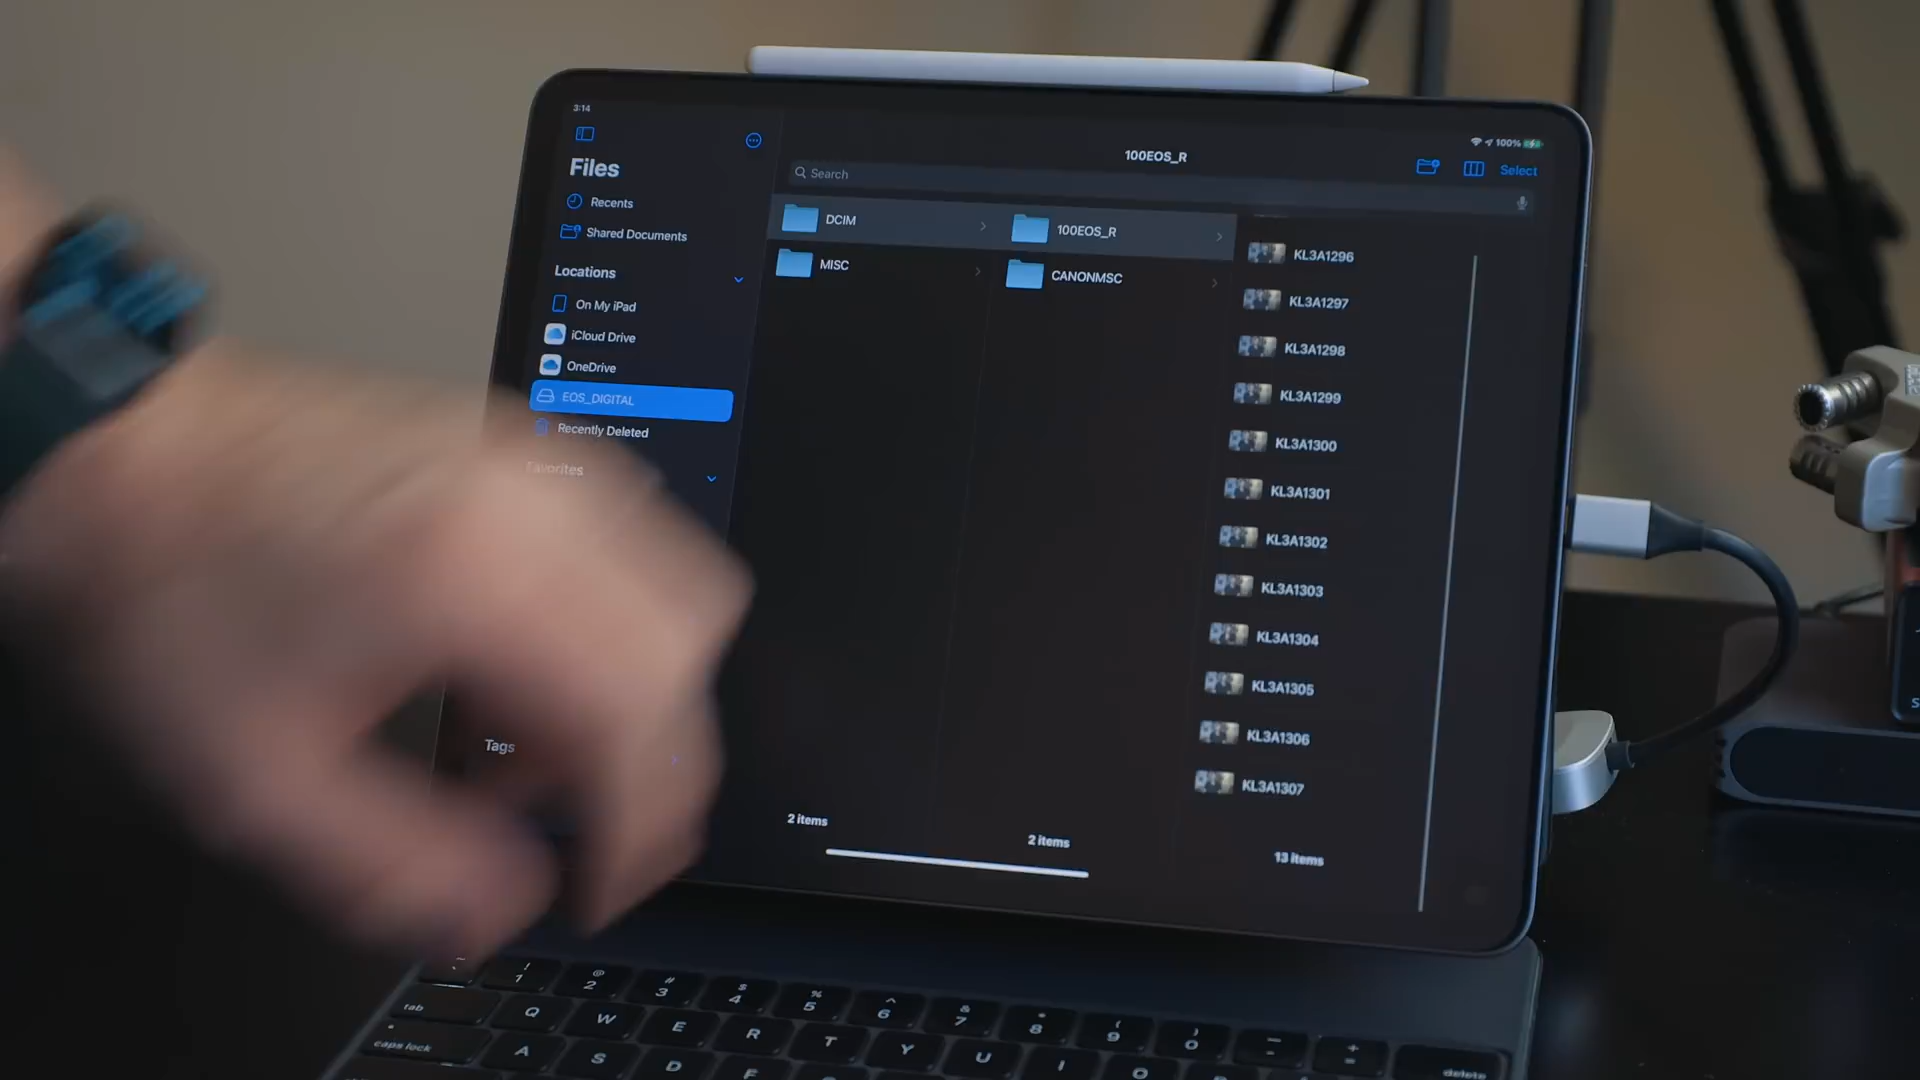 3:14
100%
Files
100EOS_R
Select
Search
Recents
Shared Documents
Locations
On My iPad
iCloud Drive
OneDrive
EOS_DIGITAL
Recently Deleted
Favorites
Tags
DCIM
MISC
2 items
100EOS_R
CANONMSC
2 items
KL3A1296
KL3A1297
KL3A1298
KL3A1299
KL3A1300
KL3A1301
KL3A1302
KL3A1303
KL3A1304
KL3A1305
KL3A1306
KL3A1307
13 items
~ ! @ # $ % ^ & * ( ) _ +
` 1 2 3 4 5 6 7 8 9 0 - = delete
tab Q W E R T Y U I O
caps lock A S D F